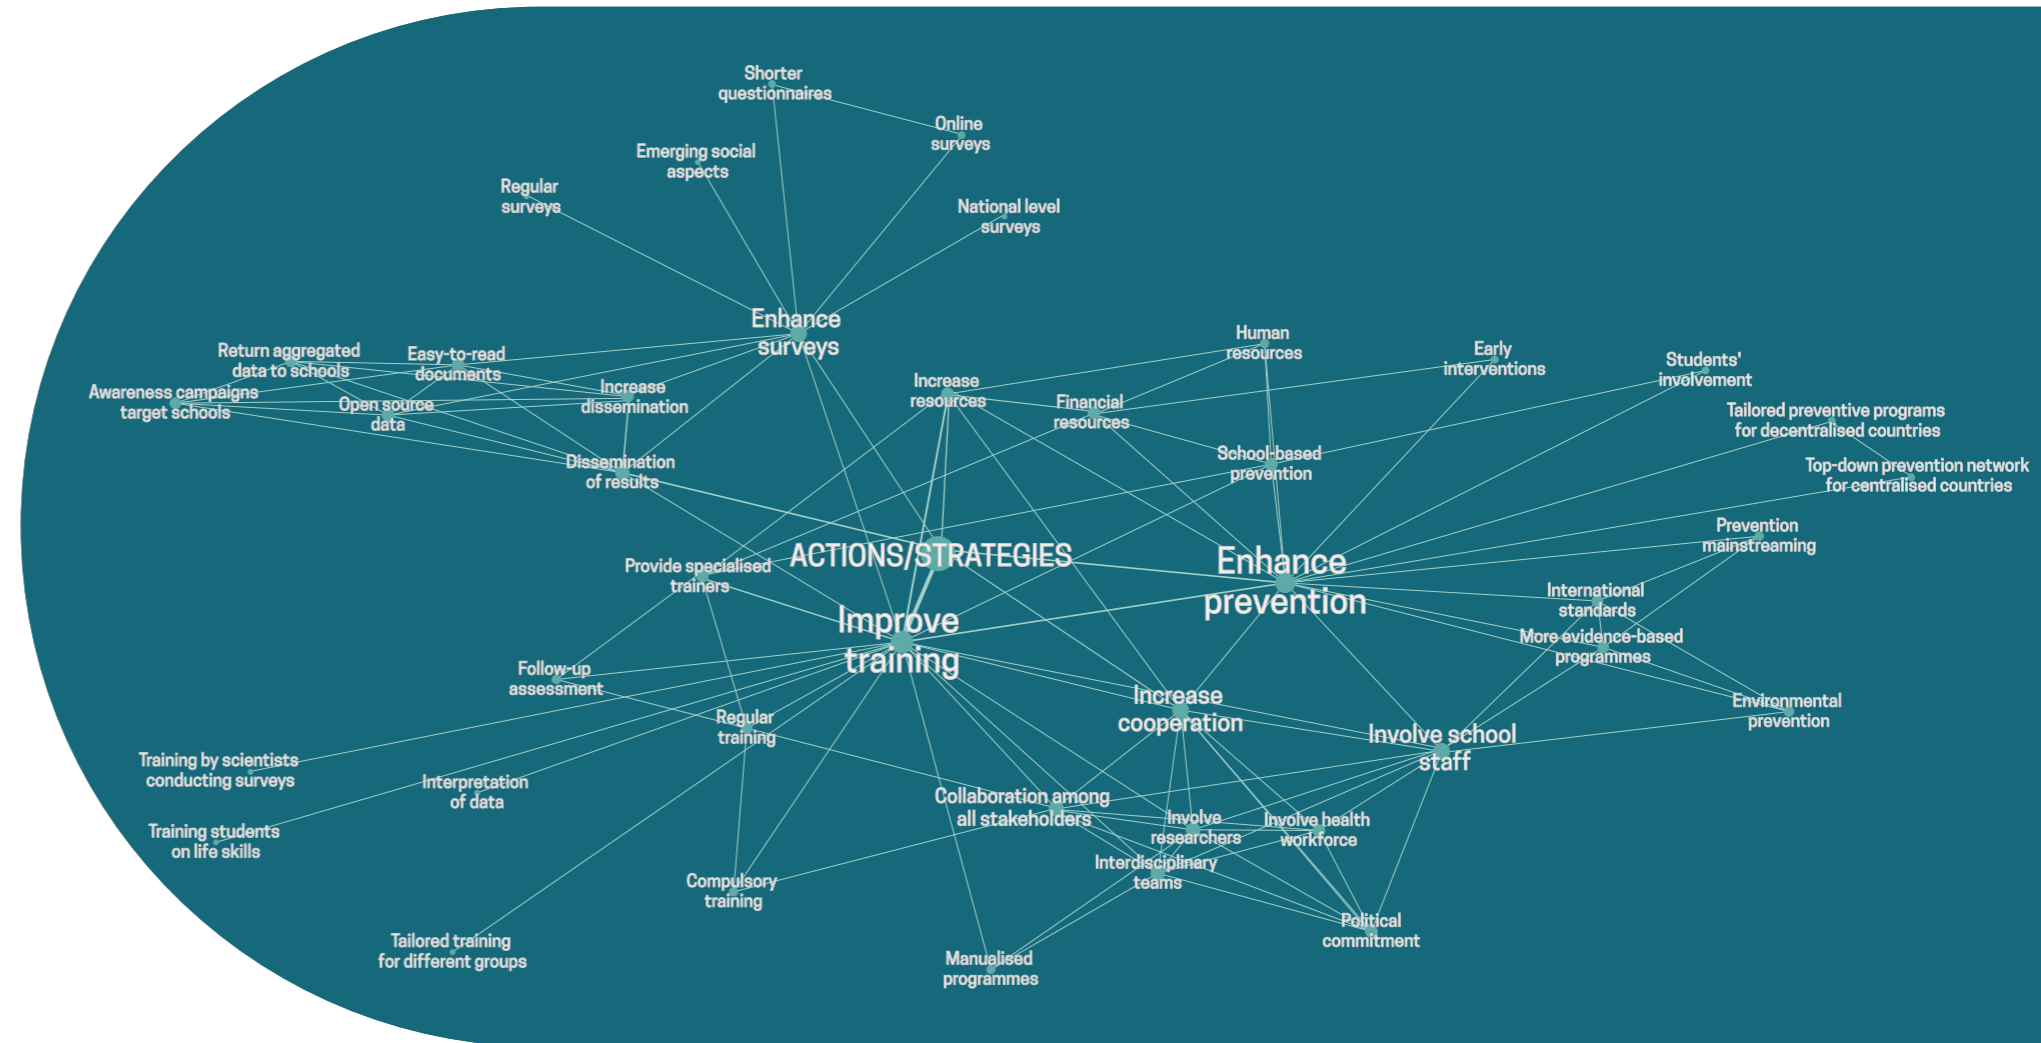 Shorter
questionnaires
Online
surveys
Emerging social
aspects
Regular
surveys
National level
surveys
Enhance
surveys
Return aggregated
data to schools
Easy-to-read
documents
Awareness campaigns
target schools
Open source
data
Increase
dissemination
Dissemination
of results
Increase
resources
Financial
resources
Human
resources
Early
interventions
Students'
involvement
School-based
prevention
Tailored preventive programs
for decentralised countries
Top-down prevention network
for centralised countries
Prevention
mainstreaming
ACTIONS/STRATEGIES
Enhance
prevention
Provide specialised
trainers
Improve
training
International
standards
More evidence-based
programmes
Environmental
prevention
Follow-up
assessment
Regular
training
Increase
cooperation
Involve school
staff
Training by scientists
conducting surveys
Interpretation
of data
Training students
on life skills
Collaboration among
all stakeholders
Involve
researchers
Involve health
workforce
Interdisciplinary
teams
Compulsory
training
Political
commitment
Tailored training
for different groups
Manualised
programmes